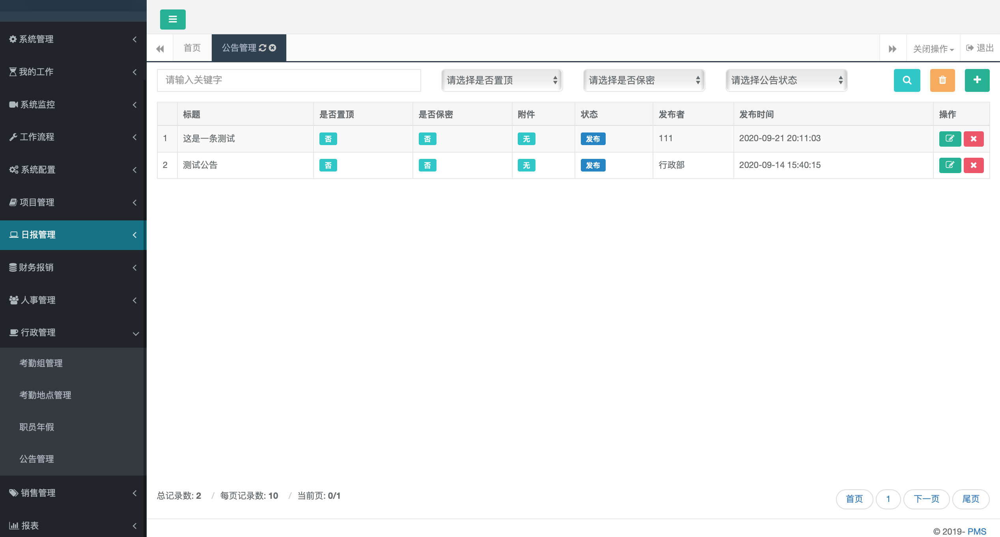 系统管理
我的工作
系统监控
工作流程
系统配置
项目管理
日报管理
财务报销
人事管理
行政管理
考勤组管理
考勤地点管理
职员年假
公告管理
销售管理
报表
首页 公告管理 关闭操作 退出
请输入关键字 请选择是否置顶 请选择是否保密 请选择公告状态
标题 是否置顶 是否保密 附件 状态 发布者 发布时间 操作
1 这是一条测试 否 否 无 发布 111 2020-09-21 20:11:03
2 测试公告 否 否 无 发布 行政部 2020-09-14 15:40:15
总记录数: 2 / 每页记录数: 10 / 当前页: 0/1
首页 1 下一页 尾页
© 2019- PMS